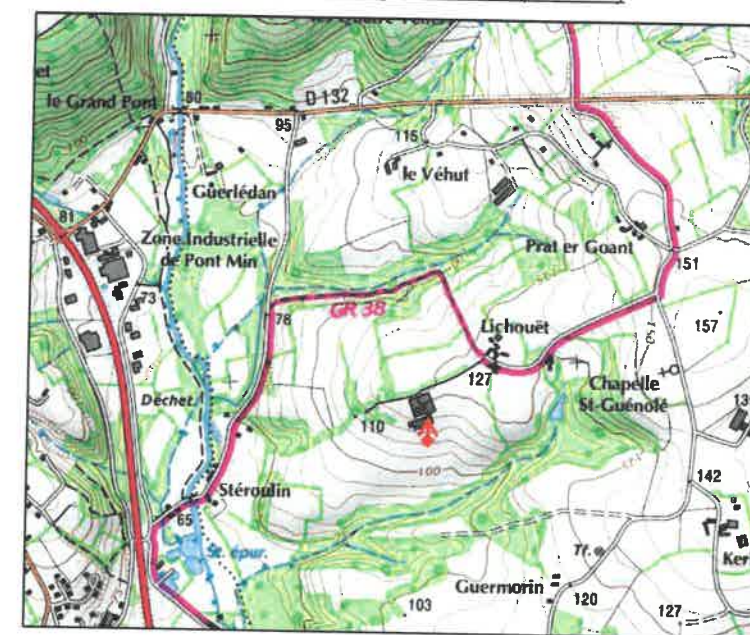 le Grand Pont
80
D 132
95
115
le Véhut
Guerlédan
81
Zone Industrielle
de Pont Min
Prat er Goant
151
73
78
GR 38
Lichouët
157
127
Chapelle
St-Guénolé
Déchet.
110
100
142
Stéroulin
65
St. épur.
Tf.
Ker
Guermorin
120
103
127